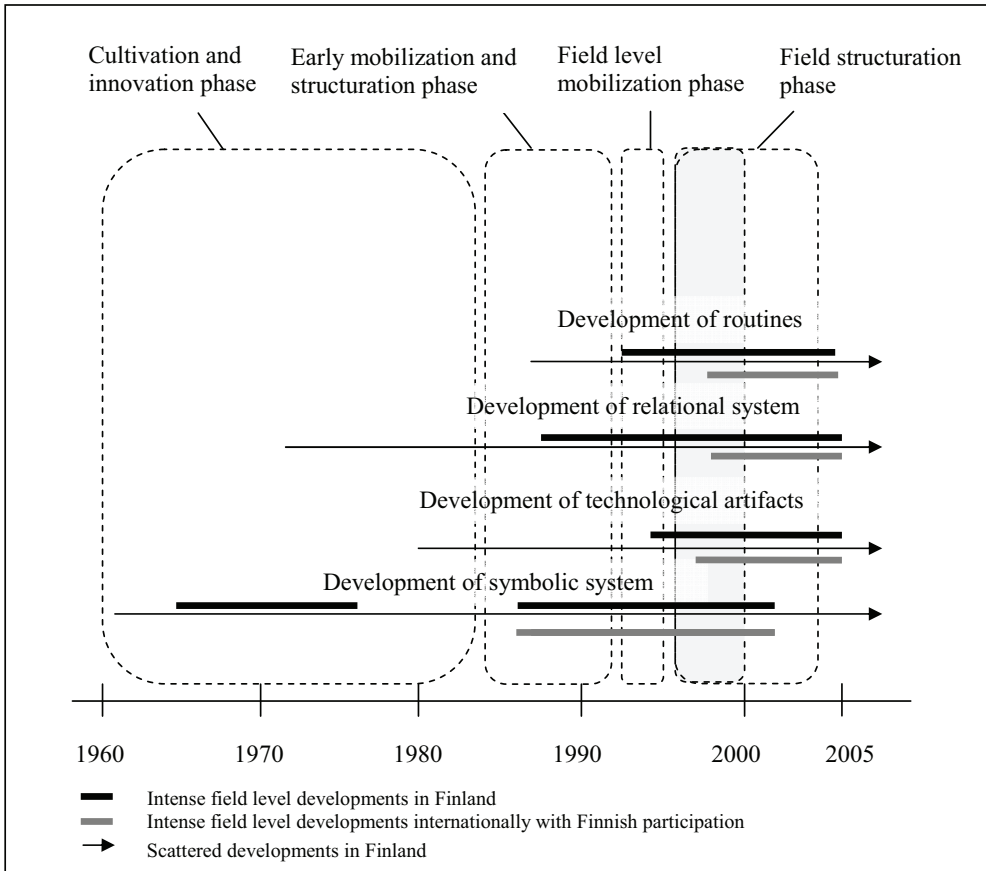 Cultivation and
innovation phase
Early mobilization and
structuration phase
Field level
mobilization phase
Field structuration
phase
Development of routines
Development of relational system
Development of technological artifacts
Development of symbolic system
1960 1970 1980 1990 2000 2005
Intense field level developments in Finland
Intense field level developments internationally with Finnish participation
Scattered developments in Finland